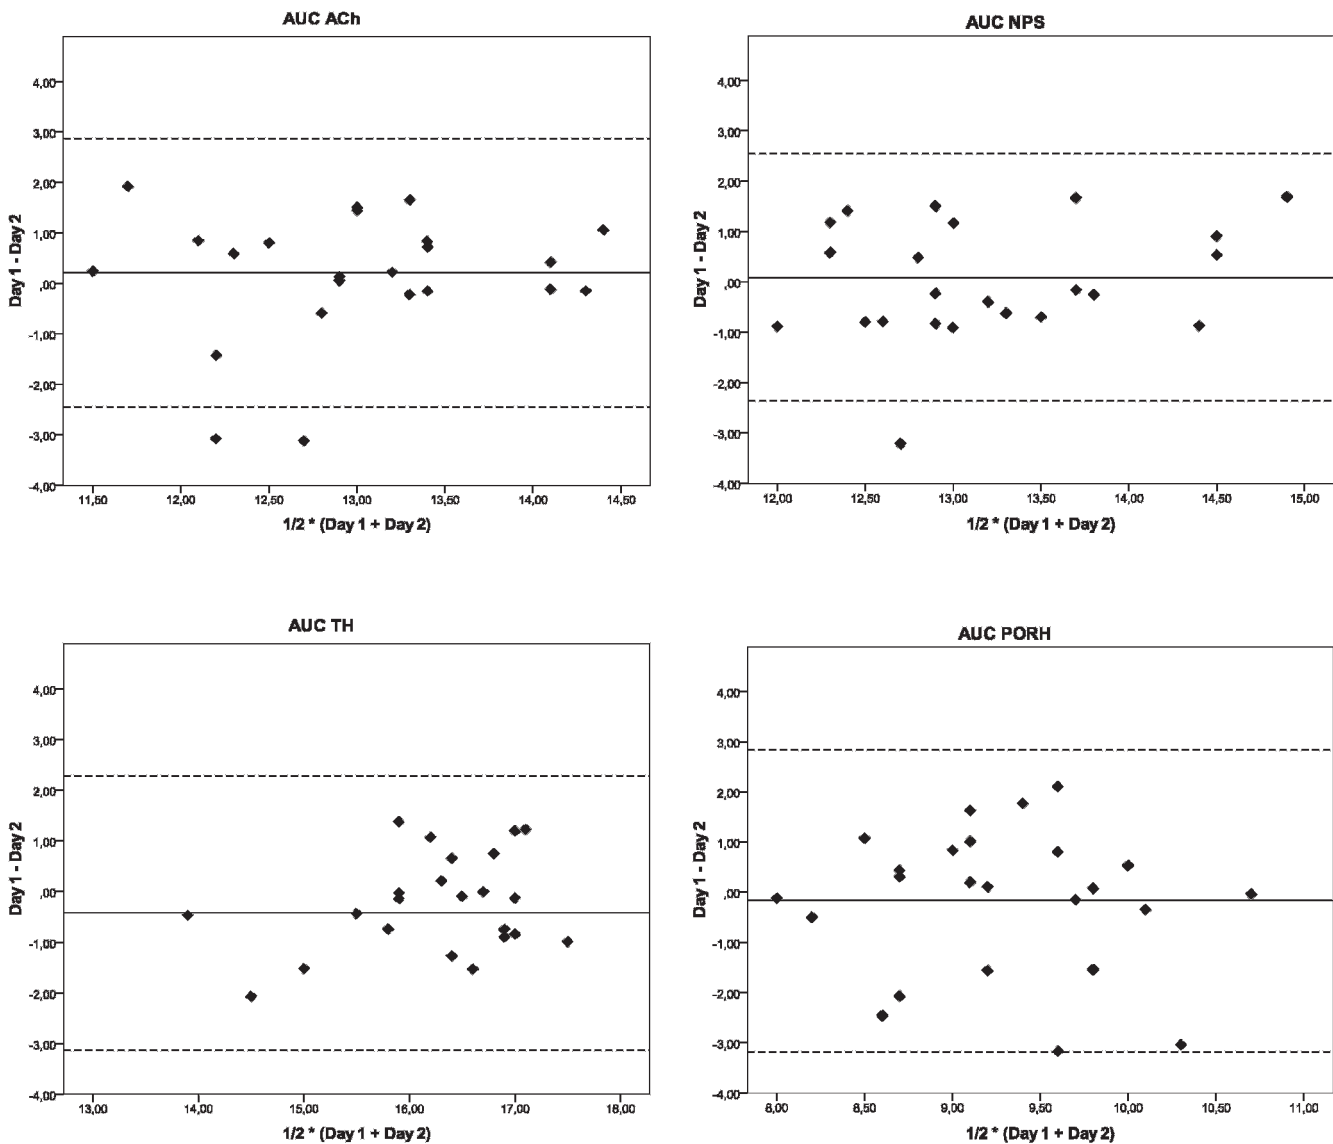 AUC ACh
4,00
3,00
2,00
1,00
,00
-1,00
-2,00
-3,00
-4,00
Day 1 - Day 2
11,50 12,00 12,50 13,00 13,50 14,00 14,50
1/2 * (Day 1 + Day 2)
AUC NPS
4,00
3,00
2,00
1,00
,00
-1,00
-2,00
-3,00
-4,00
Day 1 - Day 2
12,00 12,50 13,00 13,50 14,00 14,50 15,00
1/2 * (Day 1 + Day 2)
AUC TH
4,00
3,00
2,00
1,00
,00
-1,00
-2,00
-3,00
-4,00
Day 1 - Day 2
13,00 14,00 15,00 16,00 17,00 18,00
1/2 * (Day 1 + Day 2)
AUC PORH
4,00
3,00
2,00
1,00
,00
-1,00
-2,00
-3,00
-4,00
Day 1 - Day 2
8,00 8,50 9,00 9,50 10,00 10,50 11,00
1/2 * (Day 1 + Day 2)